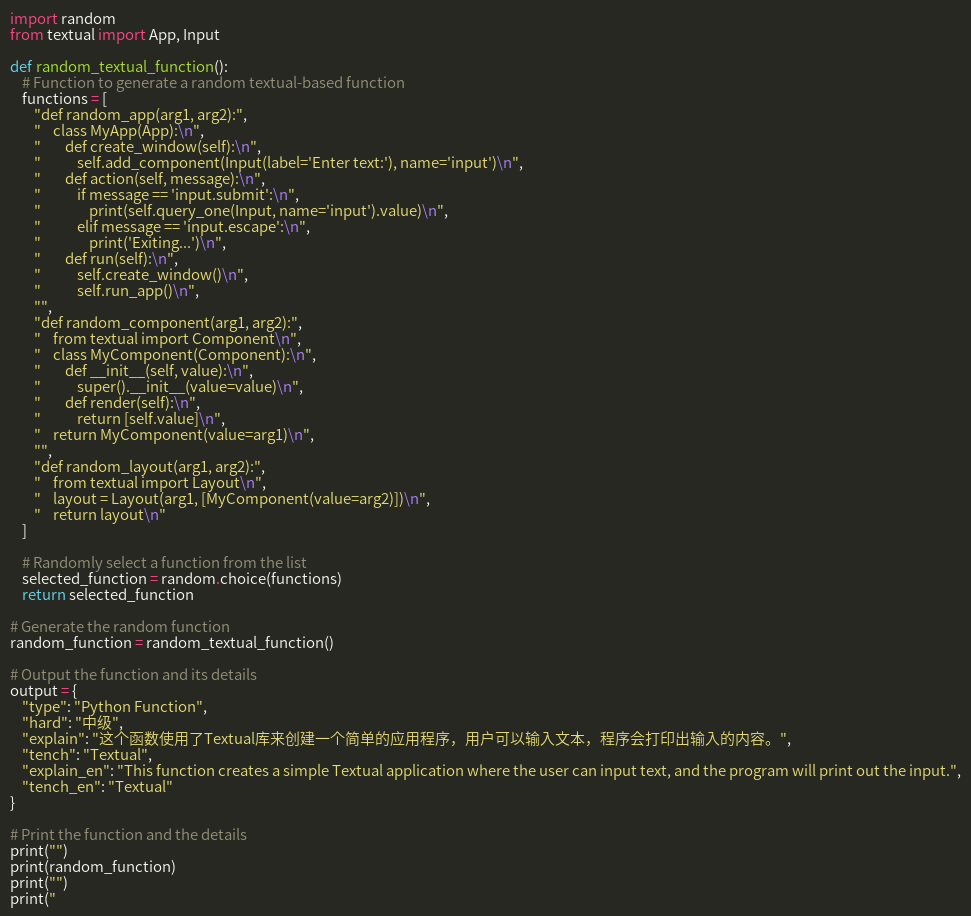 import random
from textual import App, Input

def random_textual_function():
    # Function to generate a random textual-based function
    functions = [
        "def random_app(arg1, arg2):",
        "    class MyApp(App):\n",
        "        def create_window(self):\n",
        "            self.add_component(Input(label='Enter text:'), name='input')\n",
        "        def action(self, message):\n",
        "            if message == 'input.submit':\n",
        "                print(self.query_one(Input, name='input').value)\n",
        "            elif message == 'input.escape':\n",
        "                print('Exiting...')\n",
        "        def run(self):\n",
        "            self.create_window()\n",
        "            self.run_app()\n",
        "",
        "def random_component(arg1, arg2):",
        "    from textual import Component\n",
        "    class MyComponent(Component):\n",
        "        def __init__(self, value):\n",
        "            super().__init__(value=value)\n",
        "        def render(self):\n",
        "            return [self.value]\n",
        "    return MyComponent(value=arg1)\n",
        "",
        "def random_layout(arg1, arg2):",
        "    from textual import Layout\n",
        "    layout = Layout(arg1, [MyComponent(value=arg2)])\n",
        "    return layout\n"
    ]

    # Randomly select a function from the list
    selected_function = random.choice(functions)
    return selected_function

# Generate the random function
random_function = random_textual_function()

# Output the function and its details
output = {
    "type": "Python Function",
    "hard": "中级",
    "explain": "这个函数使用了Textual库来创建一个简单的应用程序，用户可以输入文本，程序会打印出输入的内容。",
    "tench": "Textual",
    "explain_en": "This function creates a simple Textual application where the user can input text, and the program will print out the input.",
    "tench_en": "Textual"
}

# Print the function and the details
print("")
print(random_function)
print("")
print("